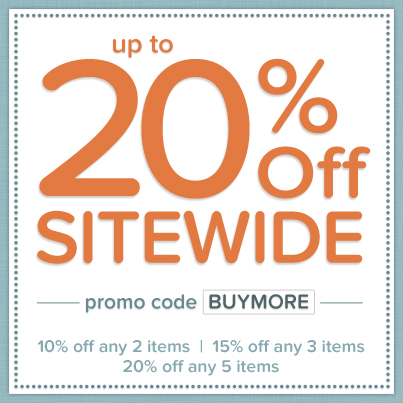 up to
20%
Off
SITEWIDE
promo code BUYMORE
10% off any 2 items | 15% off any 3 items
20% off any 5 items